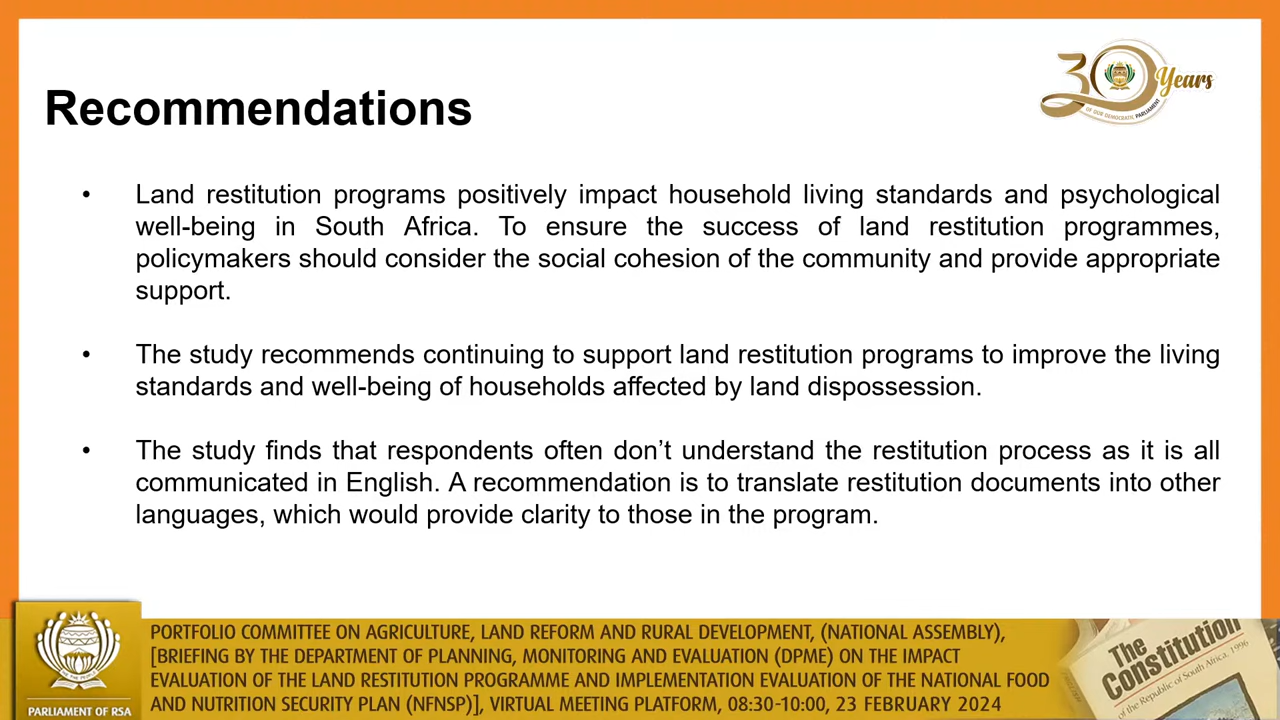 30 Years
OF OUR DEMOCRATIC PARLIAMENT
Recommendations
• Land restitution programs positively impact household living standards and psychological
well-being in South Africa. To ensure the success of land restitution programmes,
policymakers should consider the social cohesion of the community and provide appropriate
support.
• The study recommends continuing to support land restitution programs to improve the living
standards and well-being of households affected by land dispossession.
• The study finds that respondents often don’t understand the restitution process as it is all
communicated in English. A recommendation is to translate restitution documents into other
languages, which would provide clarity to those in the program.
PORTFOLIO COMMITTEE ON AGRICULTURE, LAND REFORM AND RURAL DEVELOPMENT, (NATIONAL ASSEMBLY),
[BRIEFING BY THE DEPARTMENT OF PLANNING, MONITORING AND EVALUATION (DPME) ON THE IMPACT
EVALUATION OF THE LAND RESTITUTION PROGRAMME AND IMPLEMENTATION EVALUATION OF THE NATIONAL FOOD
AND NUTRITION SECURITY PLAN (NFNSP)], VIRTUAL MEETING PLATFORM, 08:30-10:00, 23 FEBRUARY 2024
PARLIAMENT OF RSA
The
Constitution
of the Republic of South Africa, 1996